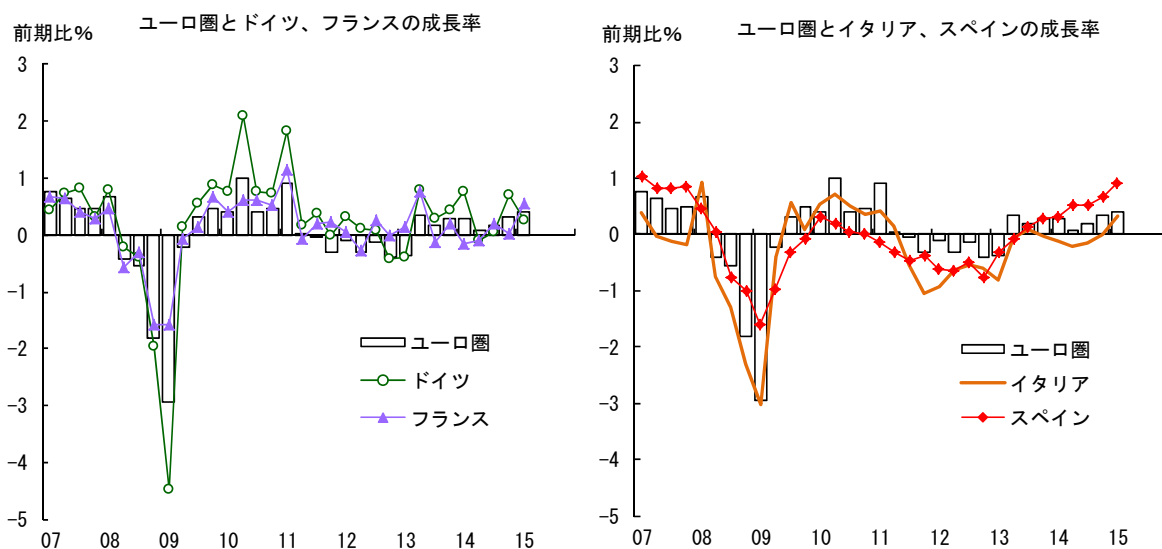 ユーロ圏とドイツ、フランスの成長率
前期比%
3
2
1
0
−1
−2
−3
−4
−5
07 08 09 10 11 12 13 14 15
ユーロ圏
ドイツ
フランス
ユーロ圏とイタリア、スペインの成長率
前期比%
3
2
1
0
−1
−2
−3
−4
−5
07 08 09 10 11 12 13 14 15
ユーロ圏
イタリア
スペイン